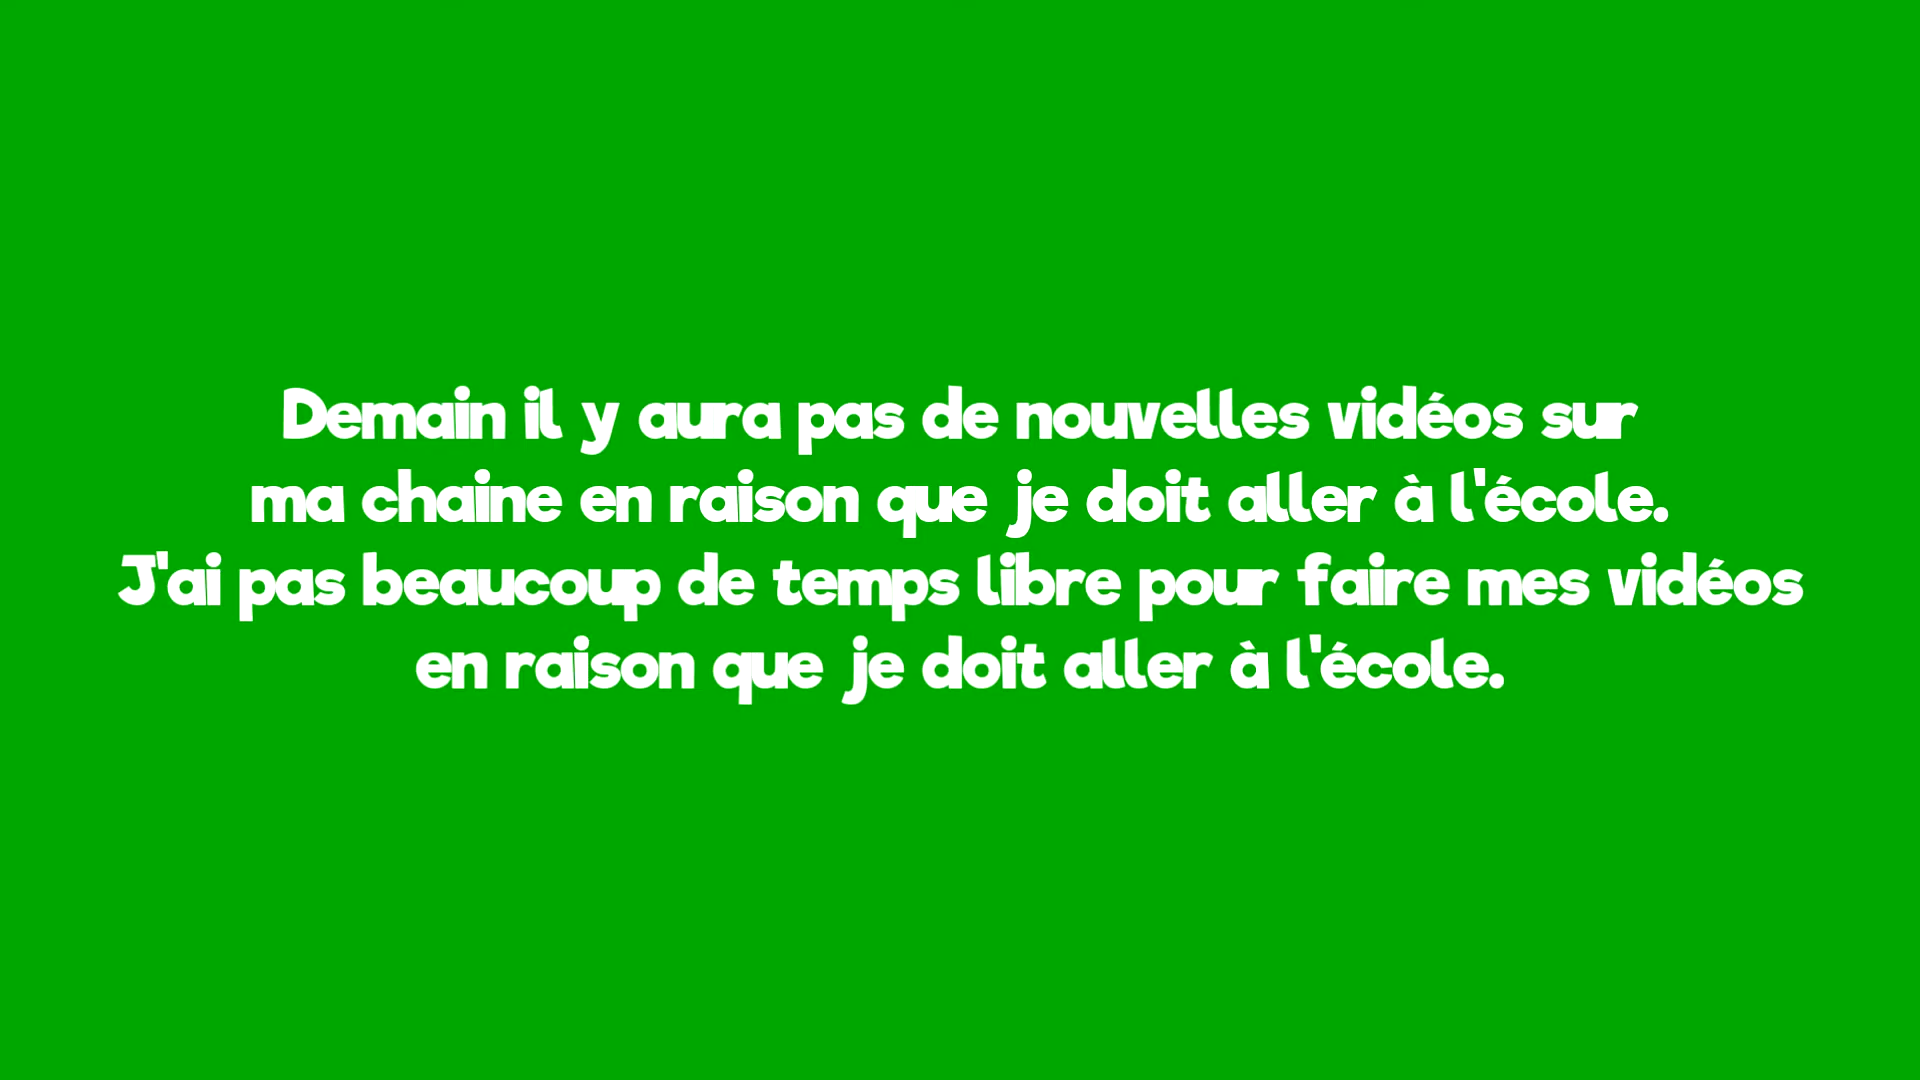 Demain il y aura pas de nouvelles vidéos sur
ma chaine en raison que je doit aller à l'école.
J'ai pas beaucoup de temps libre pour faire mes vidéos
en raison que je doit aller à l'école.